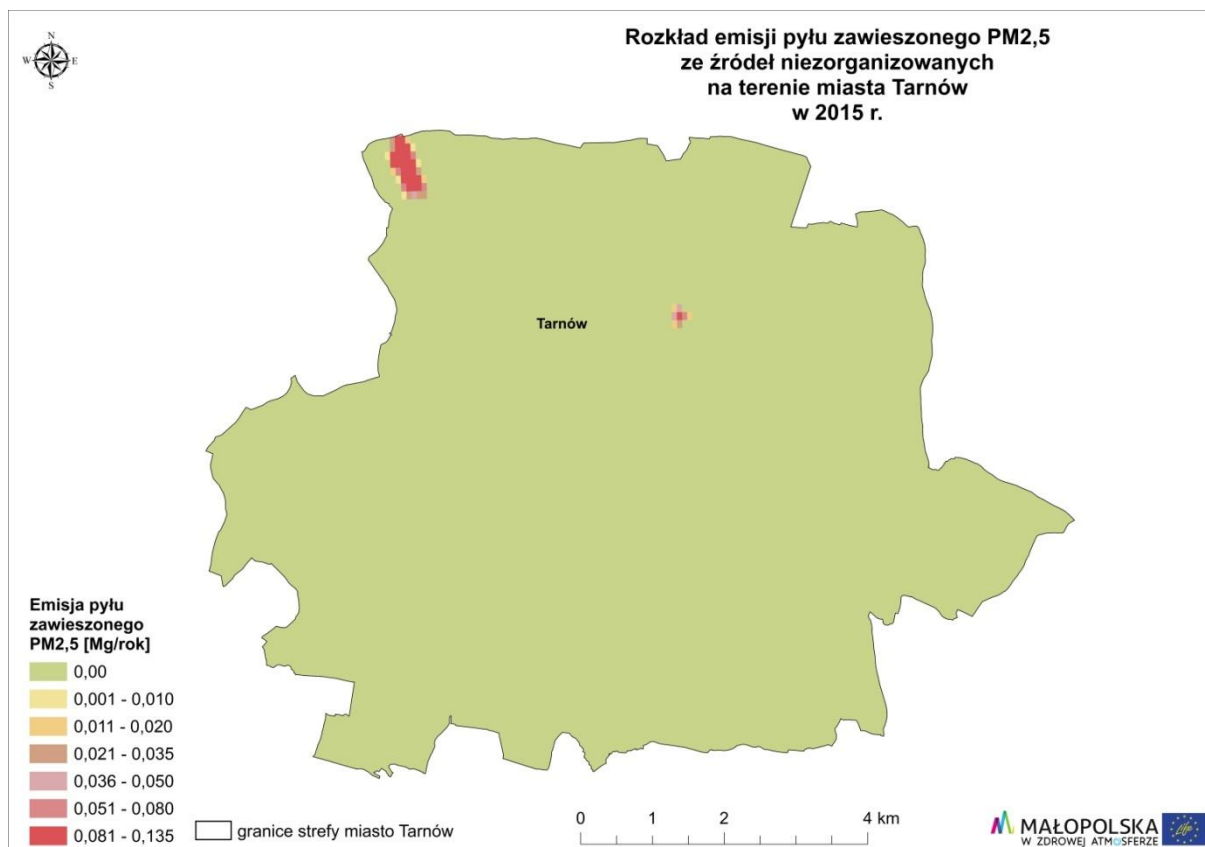 N
W
E
S
Rozkład emisji pyłu zawieszonego PM2,5
ze źródeł niezorganizowanych
na terenie miasta Tarnów
w 2015 r.
Tarnów
Emisja pyłu
zawieszonego
PM2,5 [Mg/rok]
0,00
0,001 - 0,010
0,011 - 0,020
0,021 - 0,035
0,036 - 0,050
0,051 - 0,080
0,081 - 0,135
granice strefy miasto Tarnów
0 1 2 4 km
MAŁOPOLSKA
W ZDROWEJ ATMOSFERZE
Life